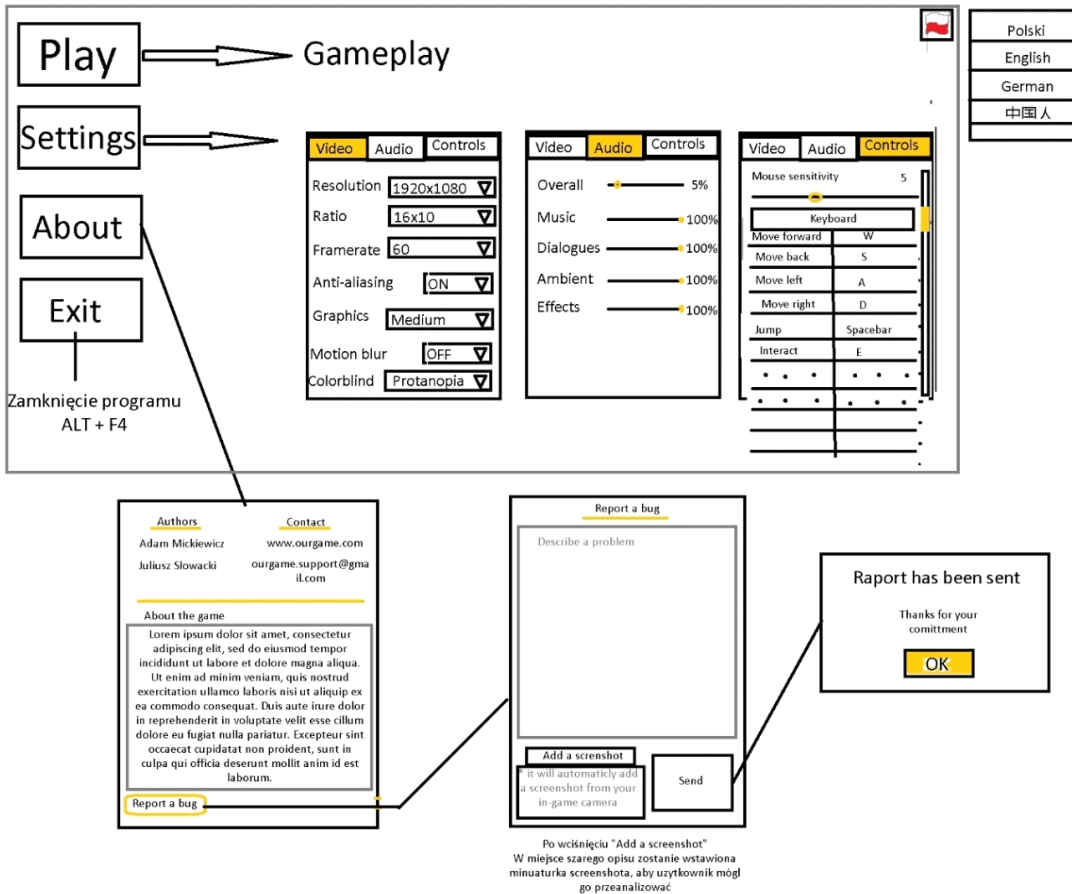 Play
Gameplay
Settings
About
Exit
Zamknięcie programu
ALT + F4
Polski
English
German
中国人
Video Audio Controls
Resolution 1920x1080
Ratio 16x10
Framerate 60
Anti-aliasing ON
Graphics Medium
Motion blur OFF
Colorblind Protanopia
Video Audio Controls
Overall 5%
Music 100%
Dialogues 100%
Ambient 100%
Effects 100%
Video Audio Controls
Mouse sensitivity 5
Keyboard
Move forward W
Move back S
Move left A
Move right D
Jump Spacebar
Interact E
Authors Contact
Adam Mickiewicz www.ourgame.com
Juliusz Słowacki ourgame.support@gma
il.com
About the game
Lorem ipsum dolor sit amet, consectetur
adipiscing elit, sed do eiusmod tempor
incididunt ut labore et dolore magna aliqua.
Ut enim ad minim veniam, quis nostrud
exercitation ullamco laboris nisi ut aliquip ex
ea commodo consequat. Duis aute irure dolor
in reprehenderit in voluptate velit esse cillum
dolore eu fugiat nulla pariatur. Excepteur sint
occaecat cupidatat non proident, sunt in
culpa qui officia deserunt mollit anim id est
laborum.
Report a bug
Report a bug
Describe a problem
Add a screnshot
* it will automaticly add
a screenshot from your
in-game camera
Send
Po wciśnięciu "Add a screenshot"
W miejsce szarego opisu zostanie wstawiona
minuaturka screenshota, aby uzytkownik mógł
go przeanalizować
Raport has been sent
Thanks for your
comittment
OK